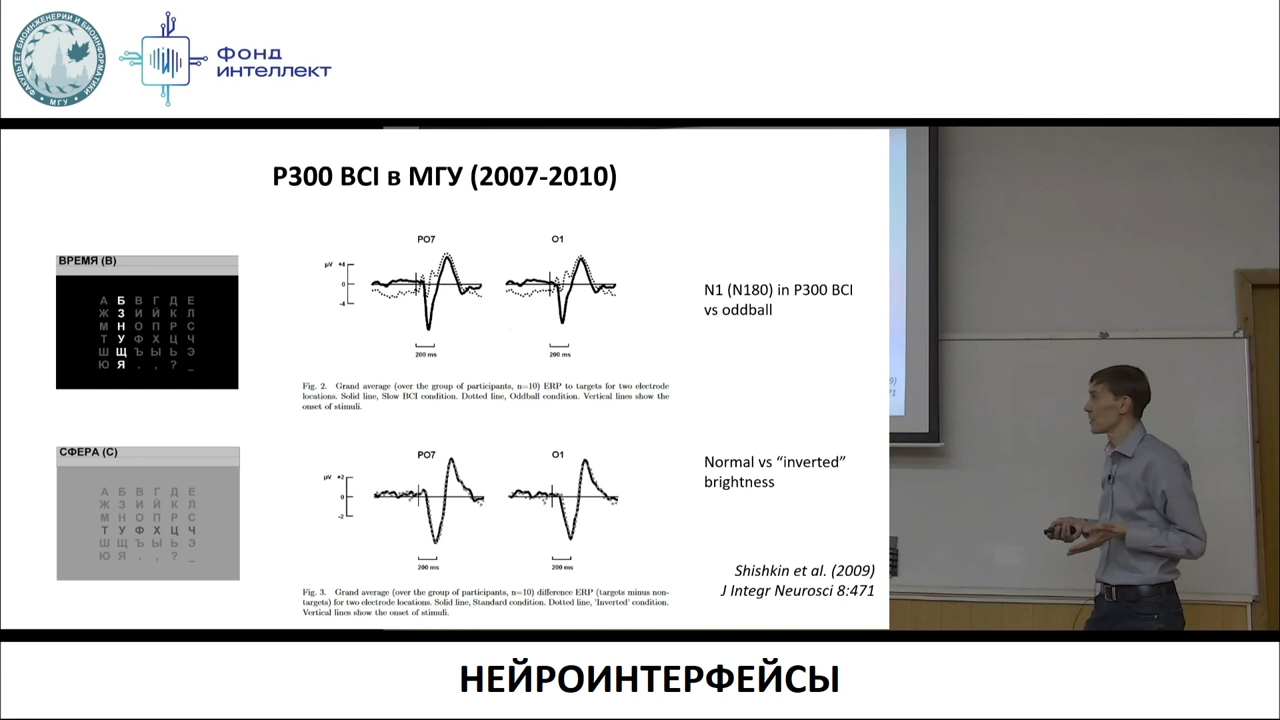 ФАКУЛЬТЕТ БИОИНЖЕНЕРИИ И БИОИНФОРМАТИКИ
МГУ
ФОНД
ИНТЕЛЛЕКТ
P300 BCI в МГУ (2007-2010)
ВРЕМЯ (В)
А Б В Г Д Е
Ж З И Й К Л
М Н О П Р С
Т У Ф Х Ц Ч
Ш Щ Ъ Ы Ь Э
Ю Я . , ? _
PO7 O1
μV +4
0
-4
200 ms 200 ms
Fig. 2. Grand average (over the group of participants, n=10) ERP to targets for two electrode
locations. Solid line, Slow BCI condition. Dotted line, Oddball condition. Vertical lines show the
onset of stimuli.
N1 (N180) in P300 BCI
vs oddball
СФЕРА (С)
А Б В Г Д Е
Ж З И Й К Л
М Н О П Р С
Т У Ф Х Ц Ч
Ш Щ Ъ Ы Ь Э
Ю Я . , ? _
PO7 O1
μV +2
0
-2
200 ms 200 ms
Fig. 3. Grand average (over the group of participants, n=10) difference ERP (targets minus non-
targets) for two electrode locations. Solid line, Standard condition. Dotted line, 'Inverted' condition.
Vertical lines show the onset of stimuli.
Normal vs “inverted”
brightness
Shishkin et al. (2009)
J Integr Neurosci 8:471
НЕЙРОИНТЕРФЕЙСЫ